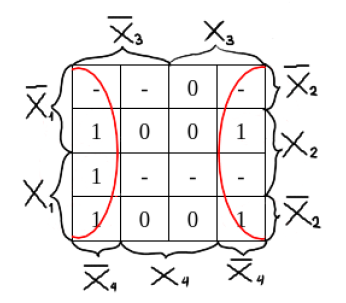 X̅₃ X₃
X̅₁ - - 0 - X̅₂
1 0 0 1 X₂
X₁ 1 - - -
1 0 0 1 X̅₂
X̅₄ X₄ X̅₄